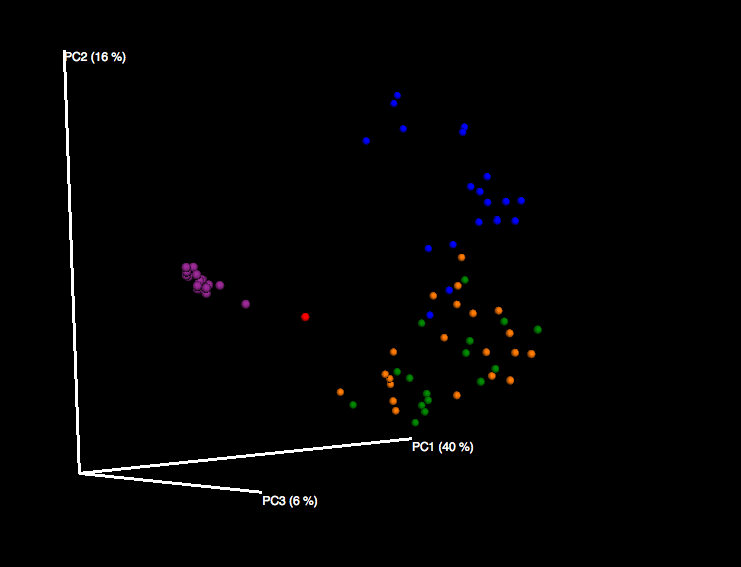 PC2 (16 %)
PC1 (40 %)
PC3 (6 %)